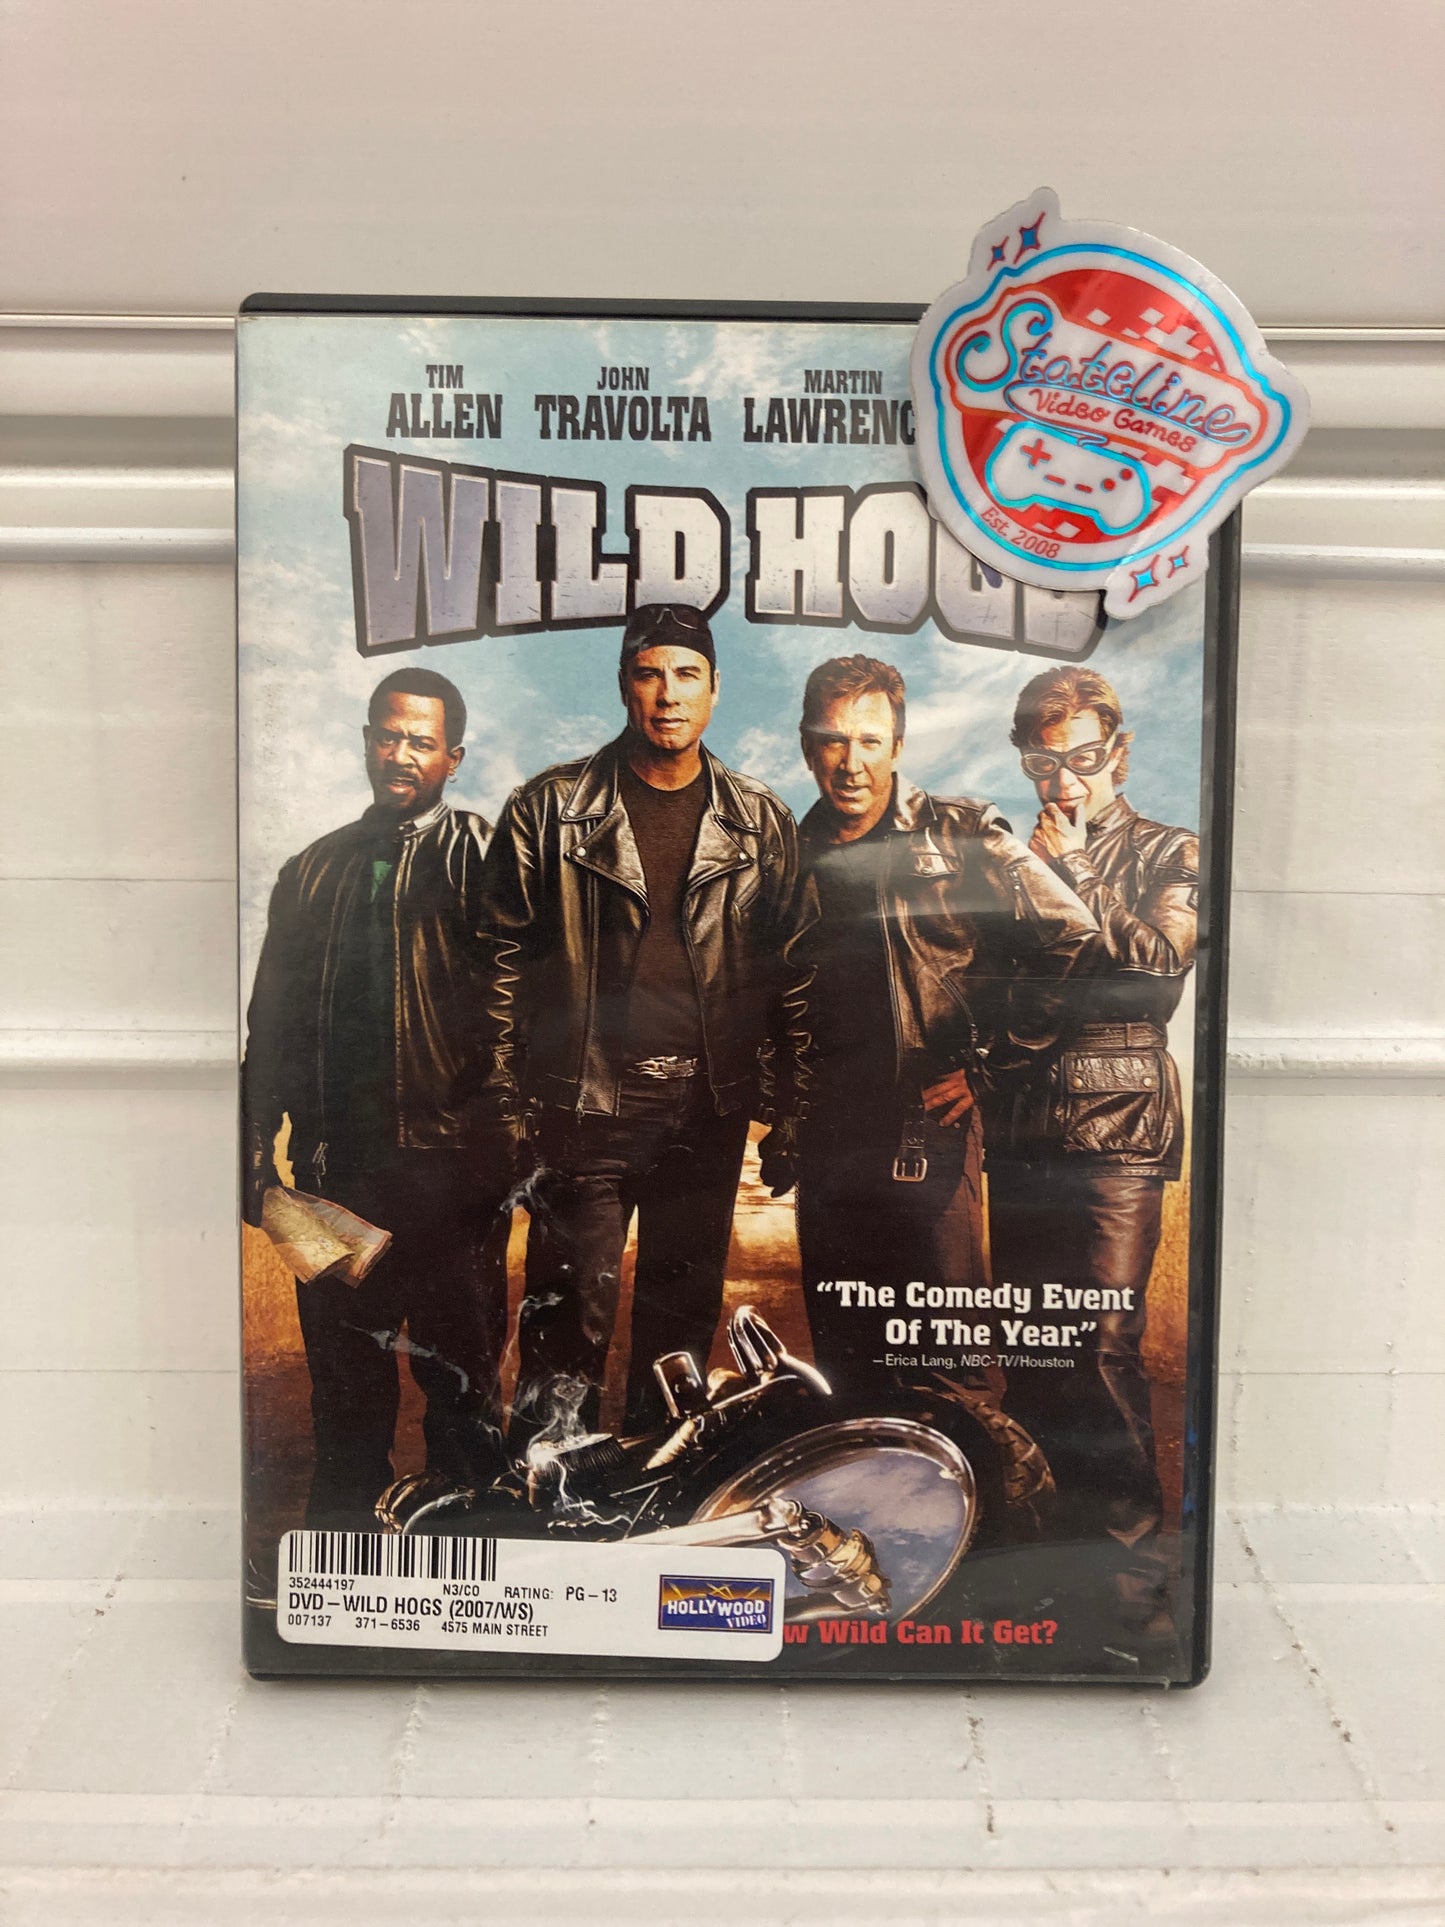 TIM
ALLEN
JOHN
TRAVOLTA
MARTIN
LAWRENC
WILD HOGS
Stateline
Video Games
Est. 2008
“The Comedy Event
Of The Year.”
—Erica Lang, NBC-TV/Houston
352444197 N3/CO RATING: PG-13
DVD-WILD HOGS (2007/WS)
007137 371-6536 4575 MAIN STREET
HOLLYWOOD
VIDEO
w Wild Can It Get?